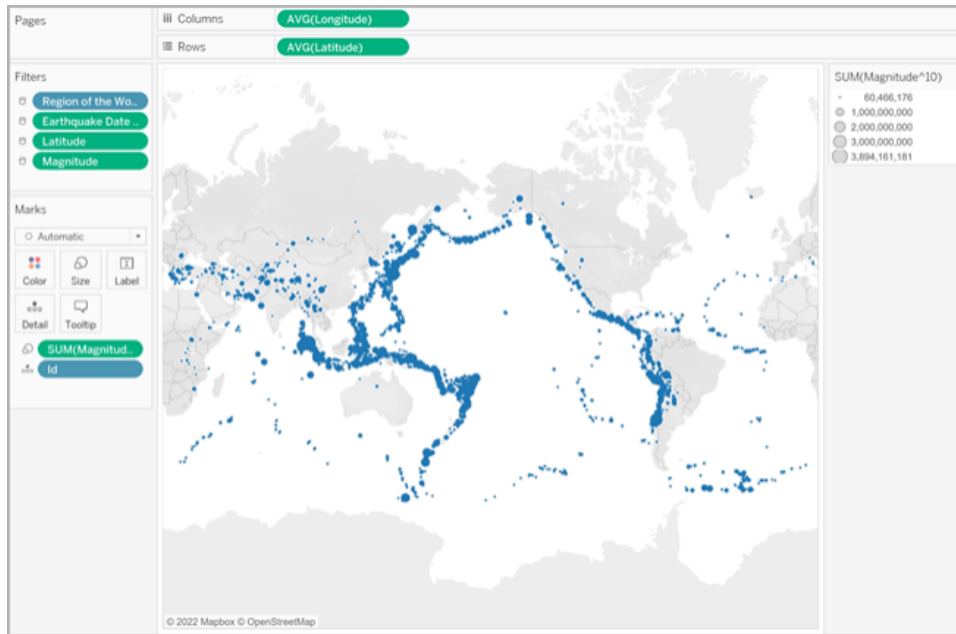 Pages
Columns
AVG(Longitude)
Rows
AVG(Latitude)
Filters
Region of the Wo..
Earthquake Date ..
Latitude
Magnitude
Marks
Automatic
Color
Size
Label
Detail
Tooltip
SUM(Magnitud..
Id
SUM(Magnitude^10)
60,466,176
1,000,000,000
2,000,000,000
3,000,000,000
3,894,161,181
© 2022 Mapbox © OpenStreetMap